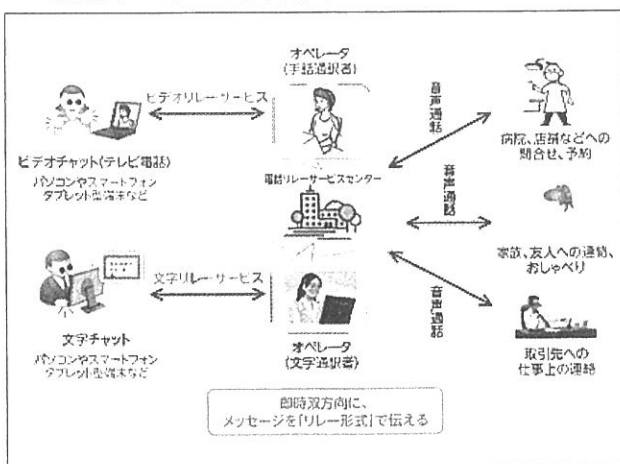 オペレータ
(手話通訳者)
ビデオリレーサービス
音声通話
ビデオチャット(テレビ電話)
パソコンやスマートフォン
タブレット型端末など
病院、店舗などへの
問合せ、予約
電話リレーサービスセンター
音声通話
家族、友人への連絡、
おしゃべり
文字リレーサービス
音声通話
文字チャット
パソコンやスマートフォン
タブレット型端末など
オペレータ
(文字通訳者)
取引先への
仕事上の連絡
即時双方向に、
メッセージを「リレー形式」で伝える